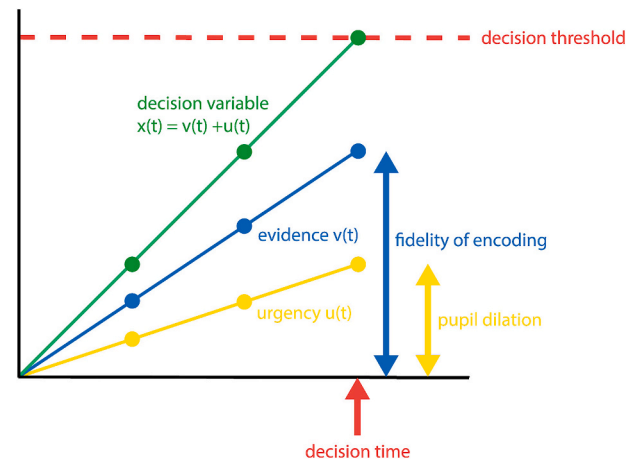 decision threshold
decision variable
x(t) = v(t) +u(t)
evidence v(t)
fidelity of encoding
urgency u(t)
pupil dilation
decision time